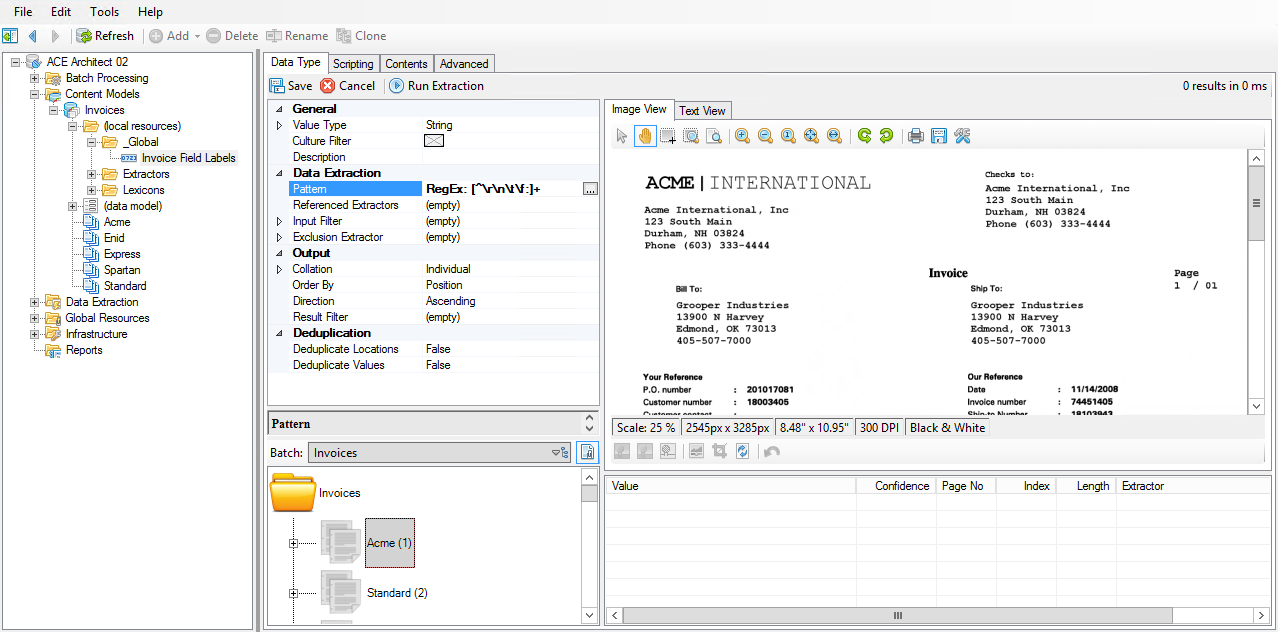 File Edit Tools Help
Refresh Add Delete Rename Clone
ACE Architect 02
Batch Processing
Content Models
Invoices
(local resources)
_Global
Invoice Field Labels
Extractors
Lexicons
(data model)
Acme
Enid
Express
Spartan
Standard
Data Extraction
Global Resources
Infrastructure
Reports
Data Type Scripting Contents Advanced
Save Cancel Run Extraction 0 results in 0 ms
General
Value Type String
Culture Filter
Description
Data Extraction
Pattern RegEx: [^\r\n\t\f:]+ ...
Referenced Extractors (empty)
Input Filter (empty)
Exclusion Extractor (empty)
Output
Collation Individual
Order By Position
Direction Ascending
Result Filter (empty)
Deduplication
Deduplicate Locations False
Deduplicate Values False
Pattern
Batch: Invoices
Invoices
Acme (1)
Standard (2)
Image View Text View
ACME | INTERNATIONAL
Acme International, Inc
123 South Main
Durham, NH 03824
Phone (603) 333-4444
Checks to:
Acme International, Inc
123 South Main
Durham, NH 03824
Phone (603) 333-4444
Invoice
Page
1 / 01
Bill To:
Grooper Industries
13900 N Harvey
Edmond, OK 73013
405-507-7000
Ship To:
Grooper Industries
13900 N Harvey
Edmond, OK 73013
405-507-7000
Your Reference
P.O. number : 201017081
Customer number : 18003405
Customer contact :
Our Reference
Date : 11/14/2008
Invoice number : 74451405
Ship-to Number : 18103943
Scale: 25 % 2545px x 3285px 8.48" x 10.95" 300 DPI Black & White
Value Confidence Page No Index Length Extractor